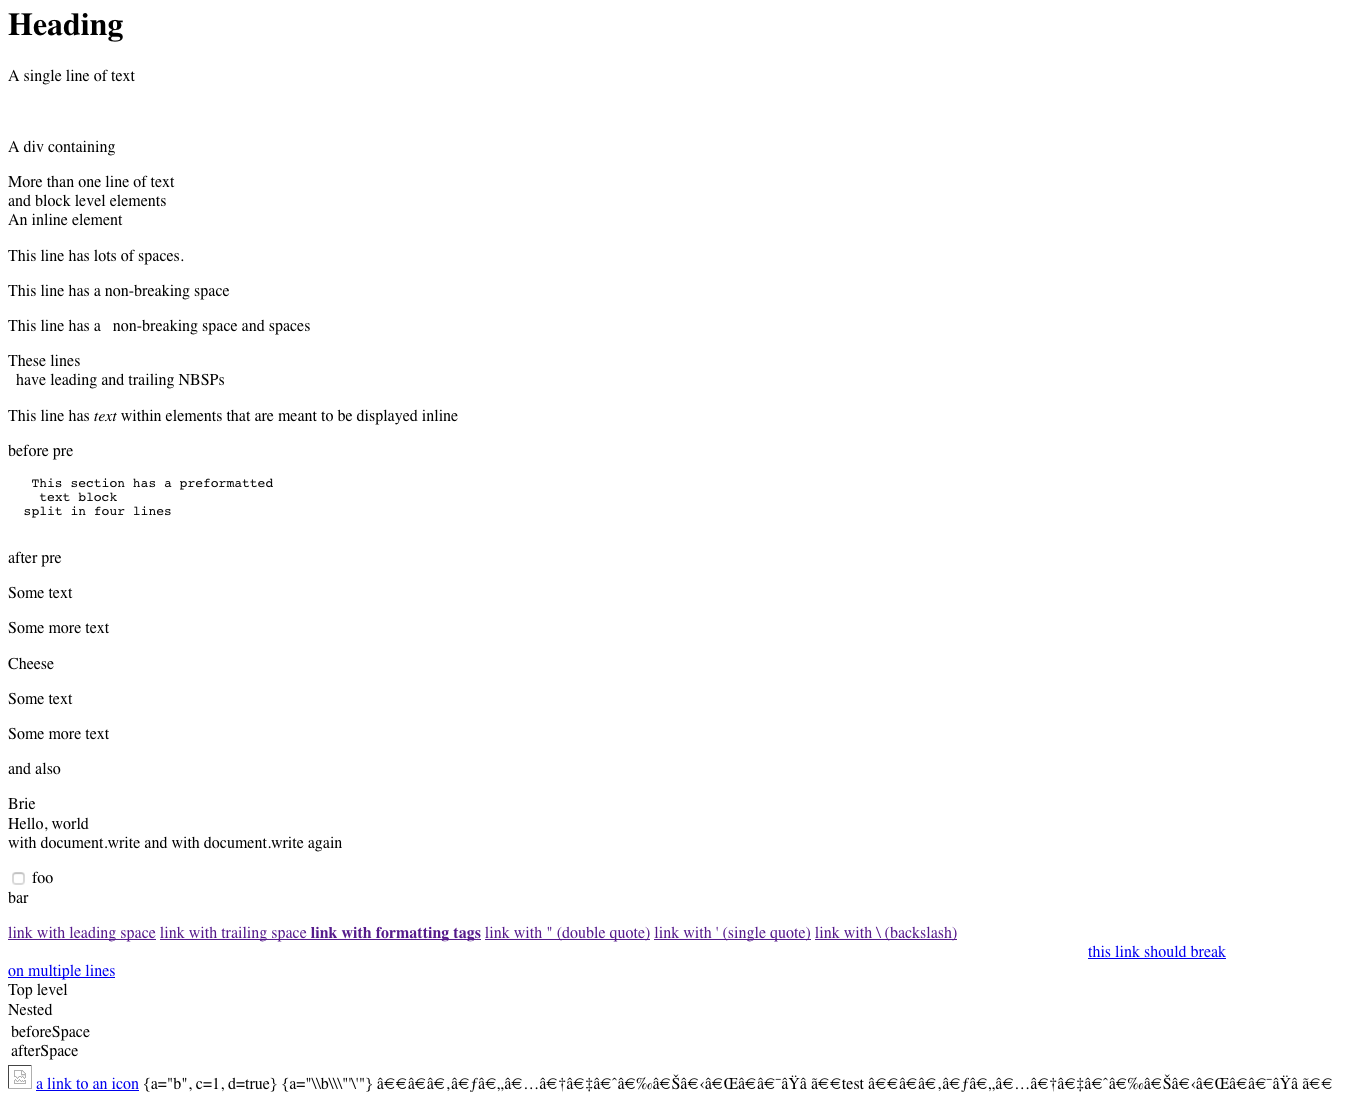 Heading
A single line of text
A div containing
More than one line of text
and block level elements
An inline element
This line has lots of spaces.
This line has a non-breaking space
This line has a   non-breaking space and spaces
These lines
  have leading and trailing NBSPs
This line has text within elements that are meant to be displayed inline
before pre
   This section has a preformatted
    text block
  split in four lines
after pre
Some text
Some more text
Cheese
Some text
Some more text
and also
Brie
Hello, world
with document.write and with document.write again
foo
bar
link with leading space link with trailing space link with formatting tags link with " (double quote) link with ' (single quote) link with \ (backslash)
this link should break
on multiple lines
Top level
Nested
beforeSpace
afterSpace
a link to an icon {a="b", c=1, d=true} {a="\\b\\\"'\'"} â€€â€â€‚â€ƒâ€„â€…â€†â€‡â€ˆâ€‰â€Šâ€‹â€Œâ€â€¯âŸâ ã€€test â€€â€â€‚â€ƒâ€„â€…â€†â€‡â€ˆâ€‰â€Šâ€‹â€Œâ€â€¯âŸâ ã€€